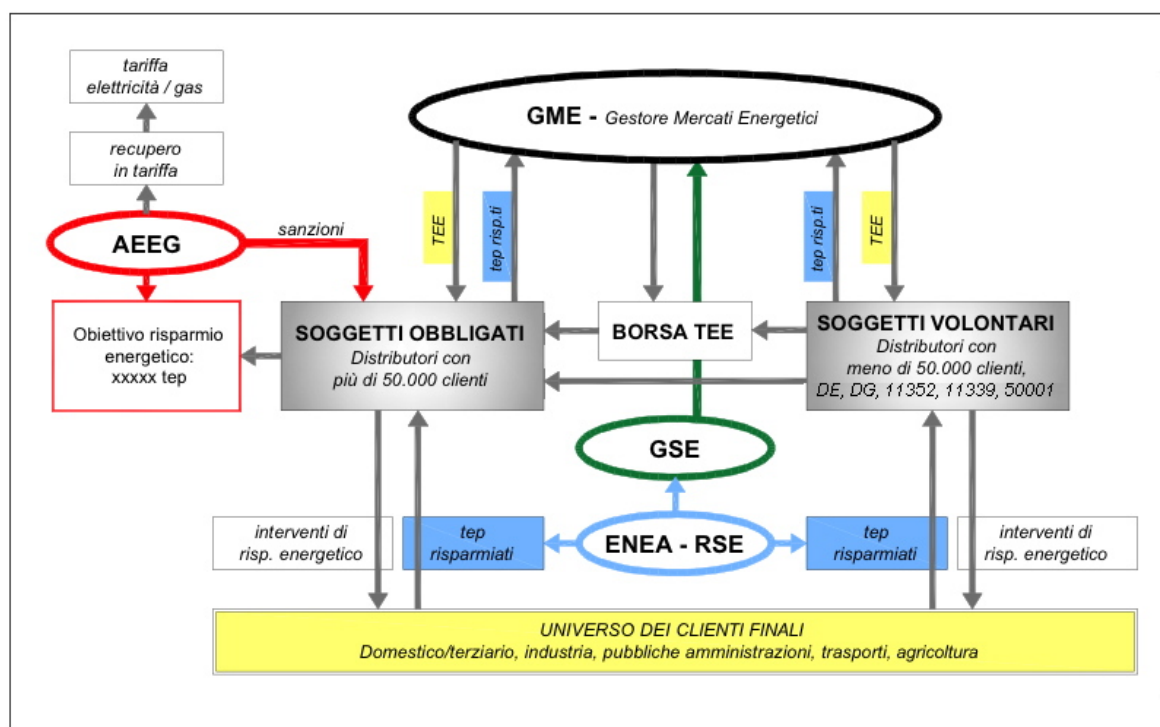 tariffa
elettricità / gas
GME - Gestore Mercati Energetici
recupero
in tariffa
TEE
tep risp.ti
tep risp.ti
TEE
AEEG
sanzioni
Obiettivo risparmio
energetico:
xxxxx tep
SOGGETTI OBBLIGATI
Distributori con
più di 50.000 clienti
BORSA TEE
SOGGETTI VOLONTARI
Distributori con
meno di 50.000 clienti,
DE, DG, 11352, 11339, 50001
GSE
interventi di
risp. energetico
tep
risparmiati
ENEA - RSE
tep
risparmiati
interventi di
risp. energetico
UNIVERSO DEI CLIENTI FINALI
Domestico/terziario, industria, pubbliche amministrazioni, trasporti, agricoltura